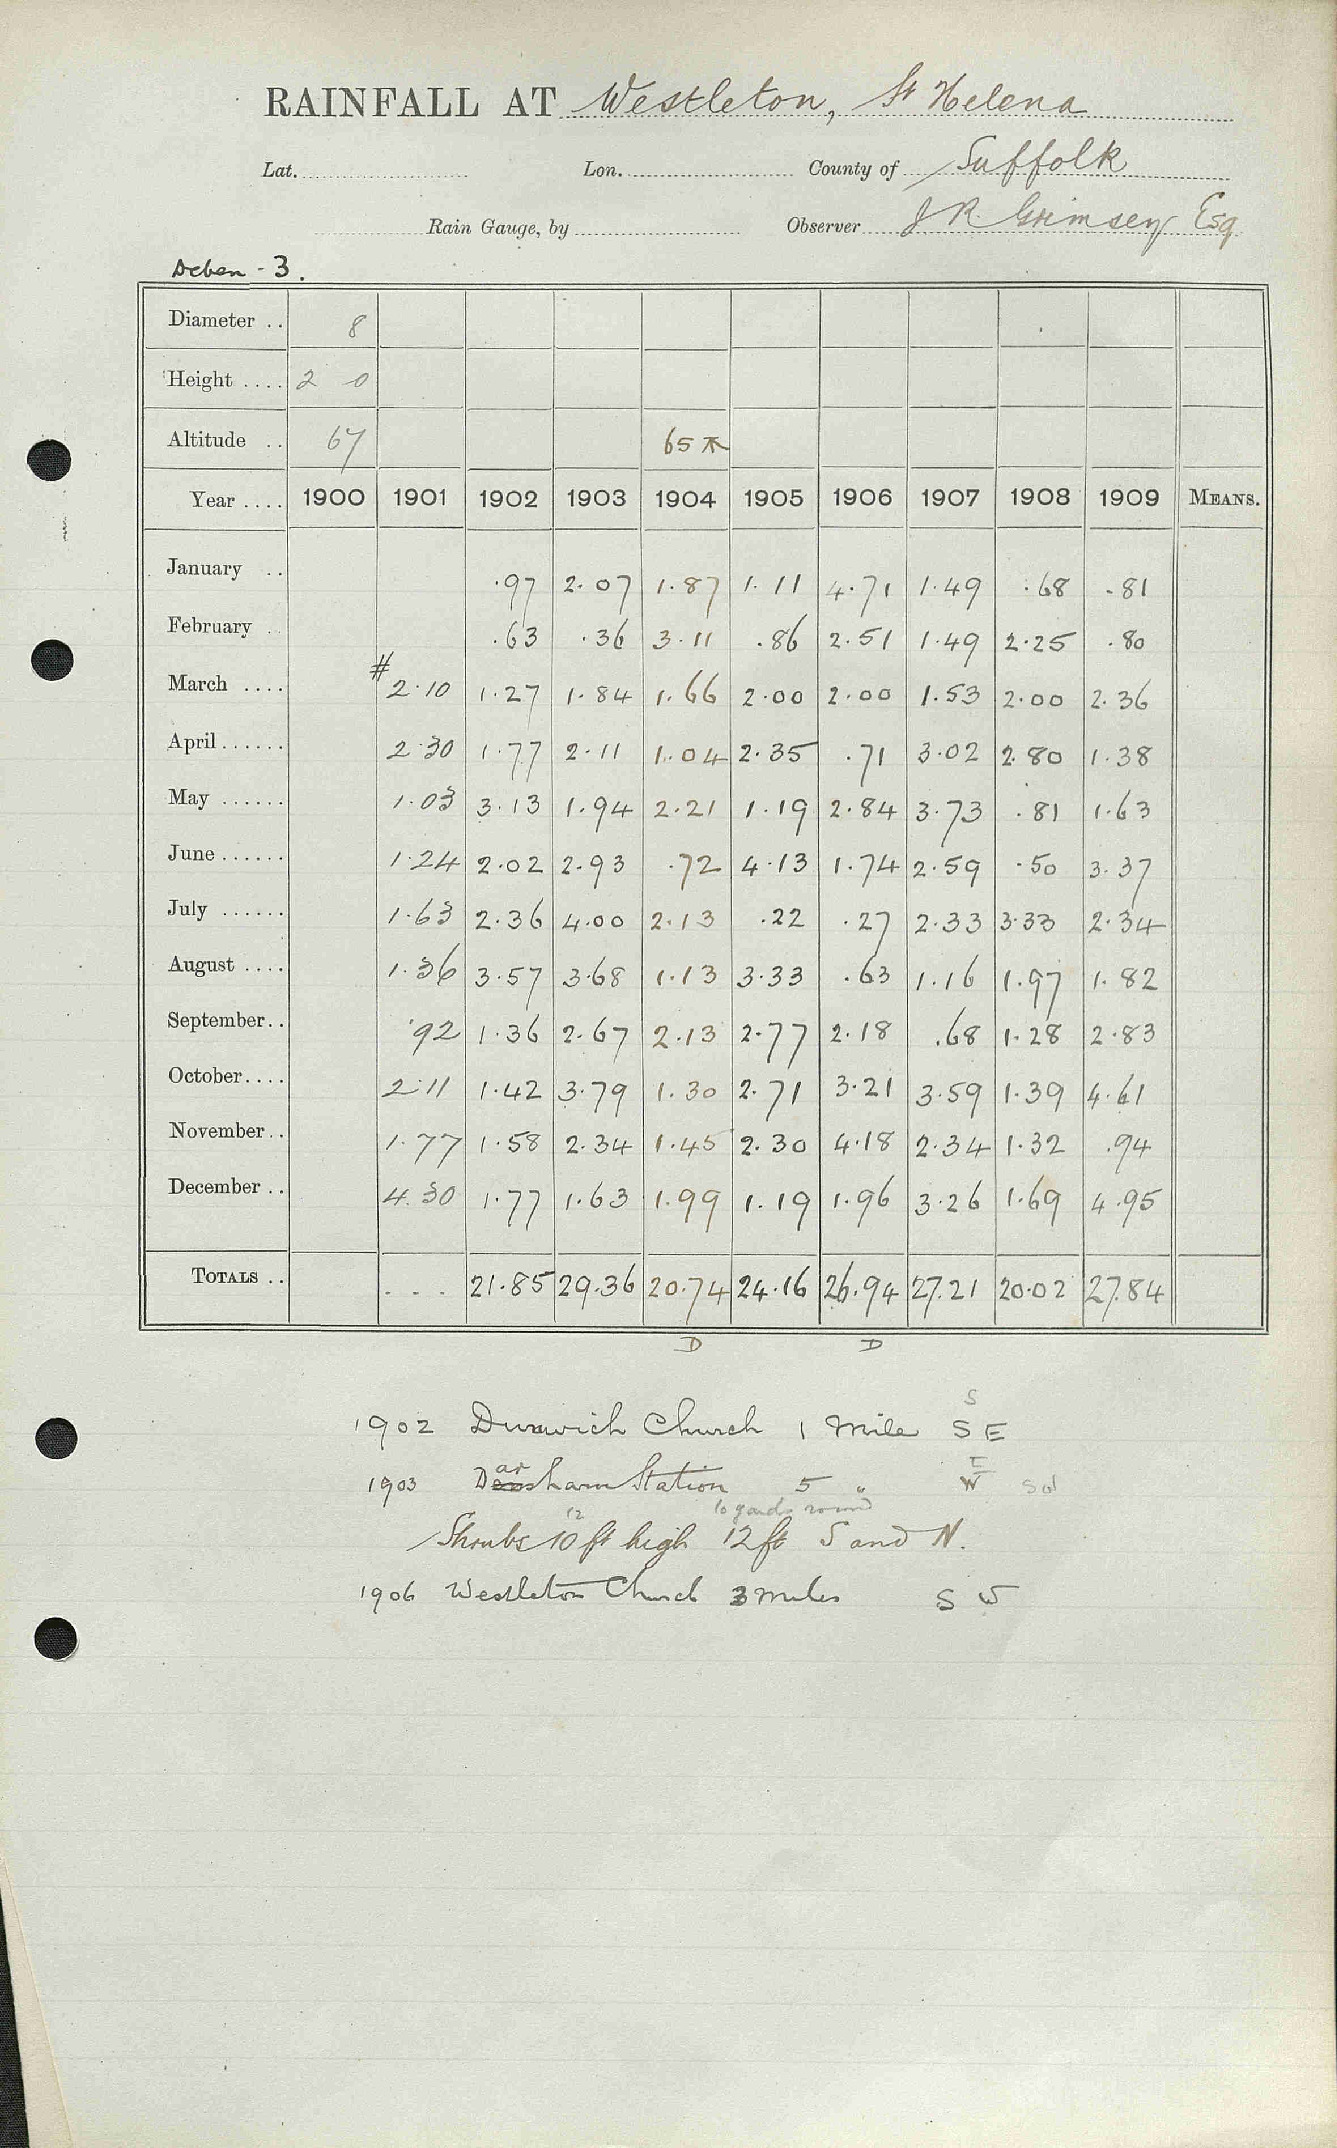 RAINFALL AT Westleton, St Helena
Lat. Lon. County of Suffolk
Rain Gauge, by Observer J R Grimsey Esq
Deben - 3.
Diameter .. 8
Height .... 2 0
Altitude .. 67 65
Year .... 1900 1901 1902 1903 1904 1905 1906 1907 1908 1909 MEANS.
January .. .97 2.07 1.87 1.11 4.71 1.49 .68 .81
February .. .63 .36 3.11 .86 2.51 1.49 2.25 .80
March .... # 2.10 1.27 1.84 1.66 2.00 2.00 1.53 2.00 2.36
April...... 2.30 1.77 2.11 1.04 2.35 .71 3.02 2.80 1.38
May ...... 1.03 3.13 1.94 2.21 1.19 2.84 3.73 .81 1.63
June...... 1.24 2.02 2.93 .72 4.13 1.74 2.59 .50 3.37
July ...... 1.63 2.36 4.00 2.13 .22 .27 2.33 3.33 2.34
August .... 1.36 3.57 3.68 1.13 3.33 .63 1.16 1.97 1.82
September.. .92 1.36 2.67 2.13 2.77 2.18 .68 1.28 2.83
October.... 2.11 1.42 3.79 1.30 2.71 3.21 3.59 1.39 4.61
November.. 1.77 1.58 2.34 1.45 2.30 4.18 2.34 1.32 .94
December .. 4.30 1.77 1.63 1.99 1.19 1.96 3.26 1.69 4.95
TOTALS .. ... 21.85 29.36 20.74 24.16 26.94 27.21 20.02 27.84
D D
S
1902 Dunwich Church 1 Mile S E
ar E
1903 Darsham Station 5 " W SW
12 10 yards round
Shrubs 10 ft high 12 ft S and N.
1906 Westleton Church 3 miles S W